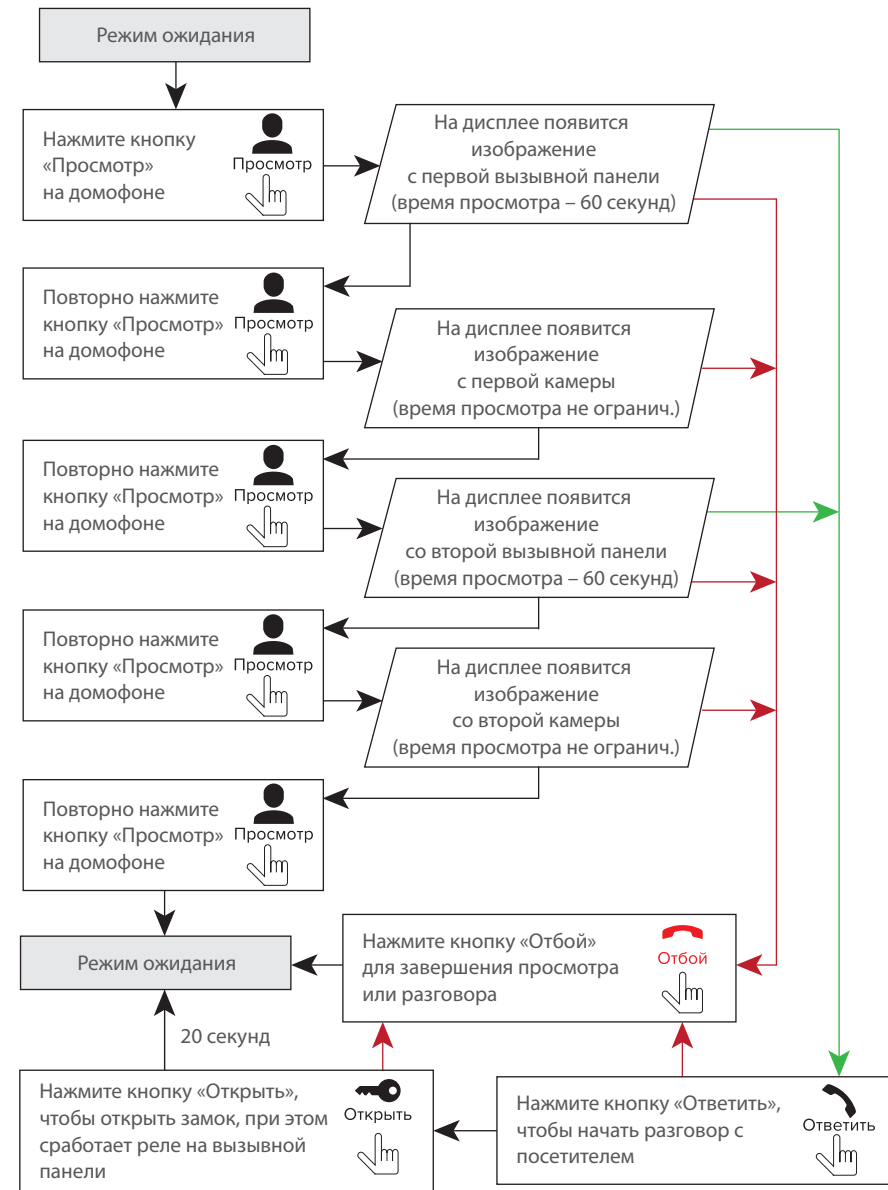 Режим ожидания
Нажмите кнопку
«Просмотр»
на домофоне
Просмотр
На дисплее появится
изображение
с первой вызывной панели
(время просмотра – 60 секунд)
Повторно нажмите
кнопку «Просмотр»
на домофоне
Просмотр
На дисплее появится
изображение
с первой камеры
(время просмотра не огранич.)
Повторно нажмите
кнопку «Просмотр»
на домофоне
Просмотр
На дисплее появится
изображение
со второй вызывной панели
(время просмотра – 60 секунд)
Повторно нажмите
кнопку «Просмотр»
на домофоне
Просмотр
На дисплее появится
изображение
со второй камеры
(время просмотра не огранич.)
Повторно нажмите
кнопку «Просмотр»
на домофоне
Просмотр
Режим ожидания
Нажмите кнопку «Отбой»
для завершения просмотра
или разговора
Отбой
20 секунд
Нажмите кнопку «Открыть»,
чтобы открыть замок, при этом
сработает реле на вызывной
панели
Открыть
Нажмите кнопку «Ответить»,
чтобы начать разговор с
посетителем
Ответить